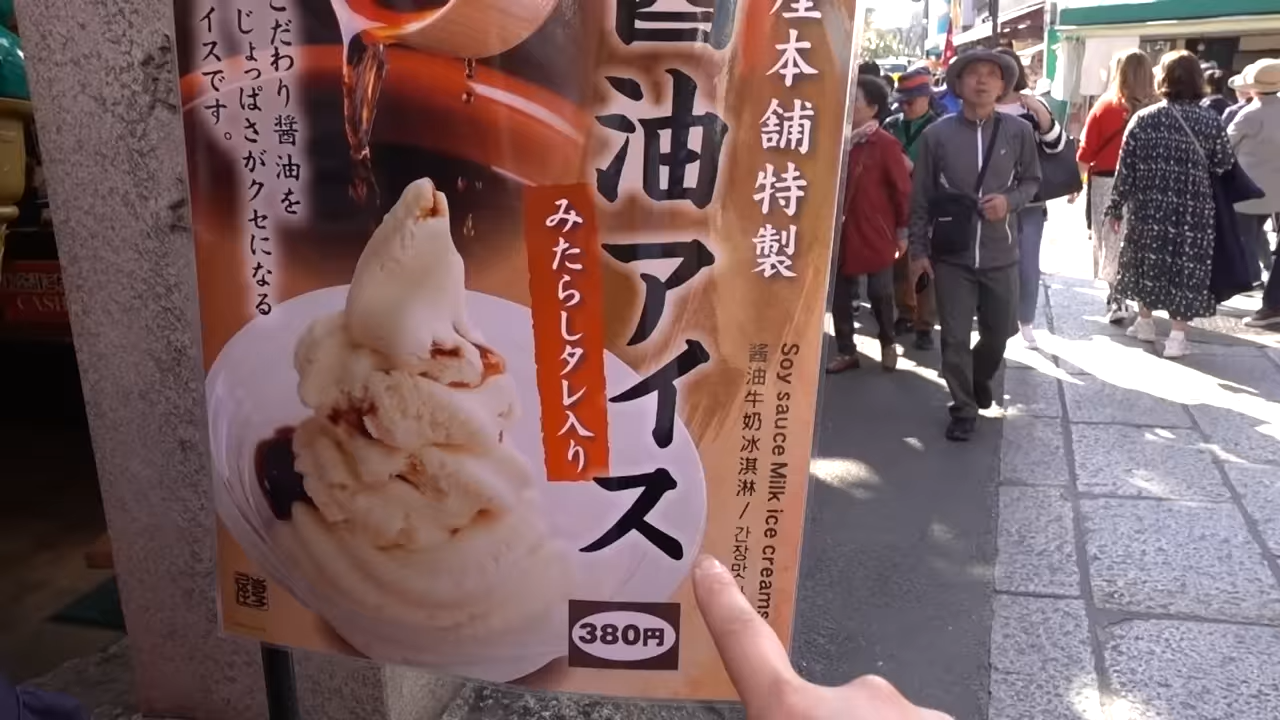 本舗特製
醤油アイス
みたらしタレ入り
こだわり醤油を
じょっぱさがクセになる
イスです。
Soy sauce Milk ice creams
醤油牛奶冰淇淋 / 간장맛
380円